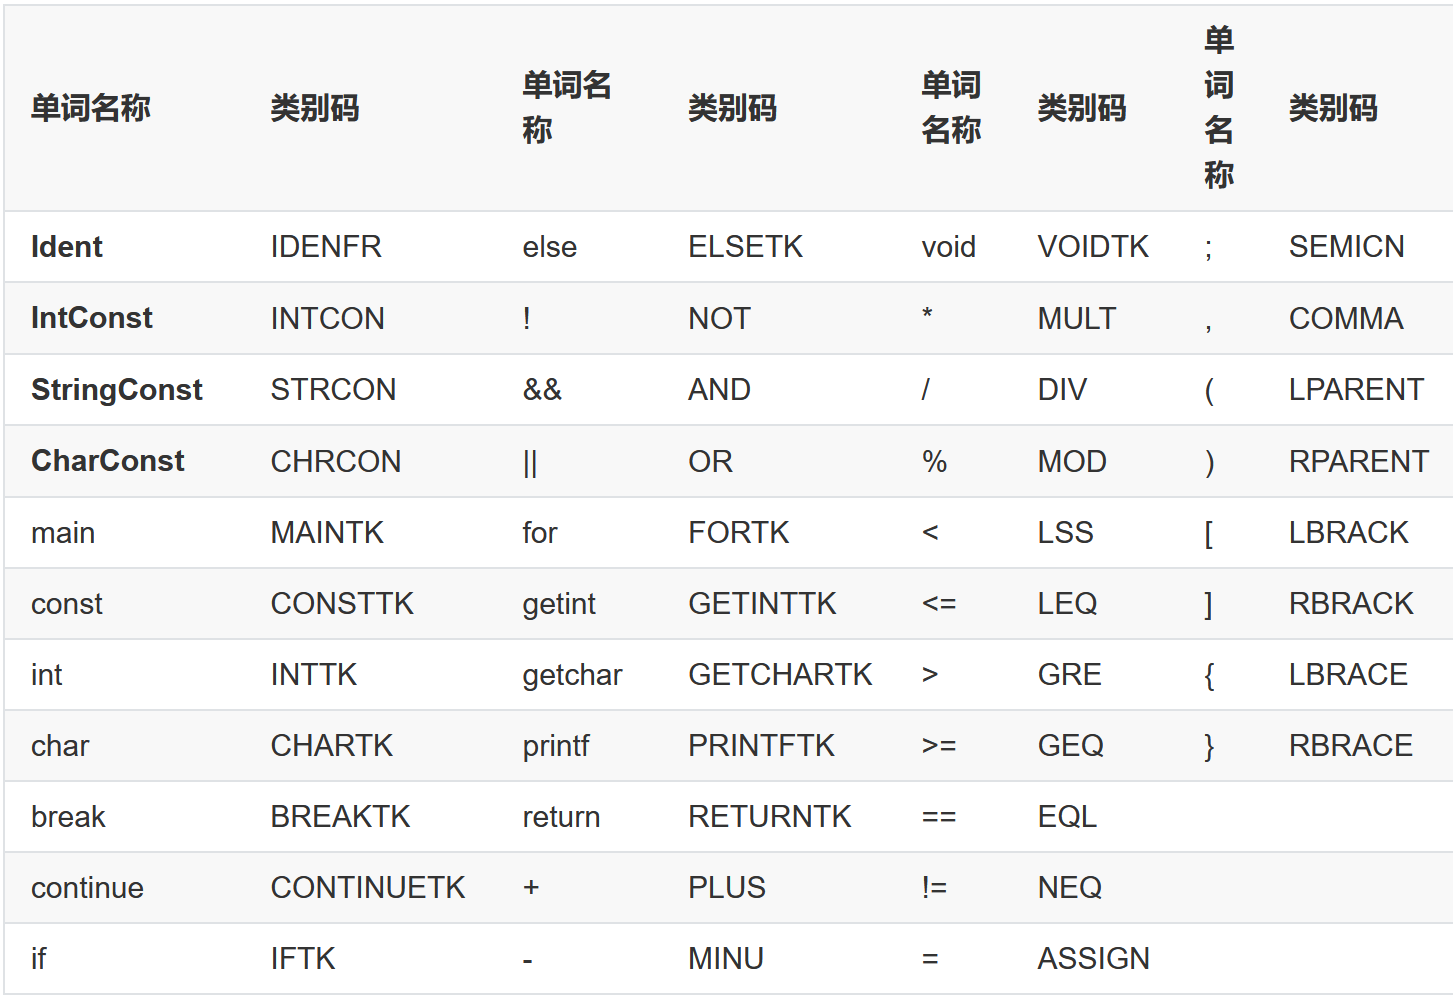 单词名称 类别码 单词名称 类别码 单词名称 类别码 单词名称 类别码
Ident IDENFR else ELSETK void VOIDTK ; SEMICN
IntConst INTCON ! NOT * MULT , COMMA
StringConst STRCON && AND / DIV ( LPARENT
CharConst CHRCON || OR % MOD ) RPARENT
main MAINTK for FORTK < LSS [ LBRACK
const CONSTTK getint GETINTTK <= LEQ ] RBRACK
int INTTK getchar GETCHARTK > GRE { LBRACE
char CHARTK printf PRINTFTK >= GEQ } RBRACE
break BREAKTK return RETURNTK == EQL
continue CONTINUETK + PLUS != NEQ
if IFTK - MINU = ASSIGN